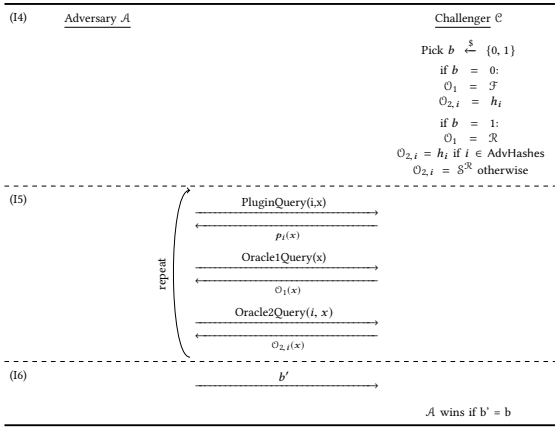 (I4) Adversary 𝒜 Challenger 𝒞
Pick b ←$ {0, 1}
if b = 0:
𝒪₁ = ℱ
𝒪₂,ᵢ = hᵢ
if b = 1:
𝒪₁ = ℛ
𝒪₂,ᵢ = hᵢ if i ∈ AdvHashes
𝒪₂,ᵢ = 𝒮^ℛ otherwise
(I5)
repeat
PluginQuery(i,x)
pᵢ(x)
Oracle1Query(x)
𝒪₁(x)
Oracle2Query(i, x)
𝒪₂,ᵢ(x)
(I6)
b′
𝒜 wins if b' = b